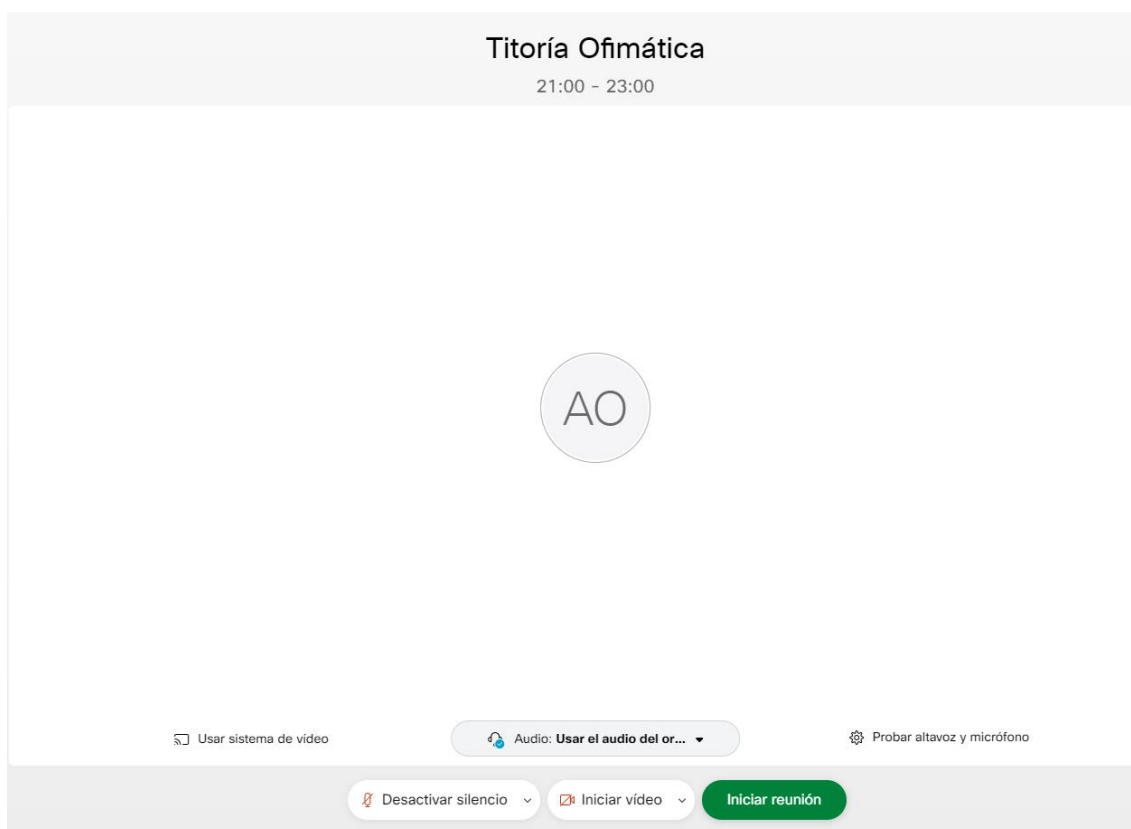 Titoría Ofimática
21:00 - 23:00
AO
Usar sistema de vídeo
Audio: Usar el audio del or...
Probar altavoz y micrófono
Desactivar silencio
Iniciar vídeo
Iniciar reunión